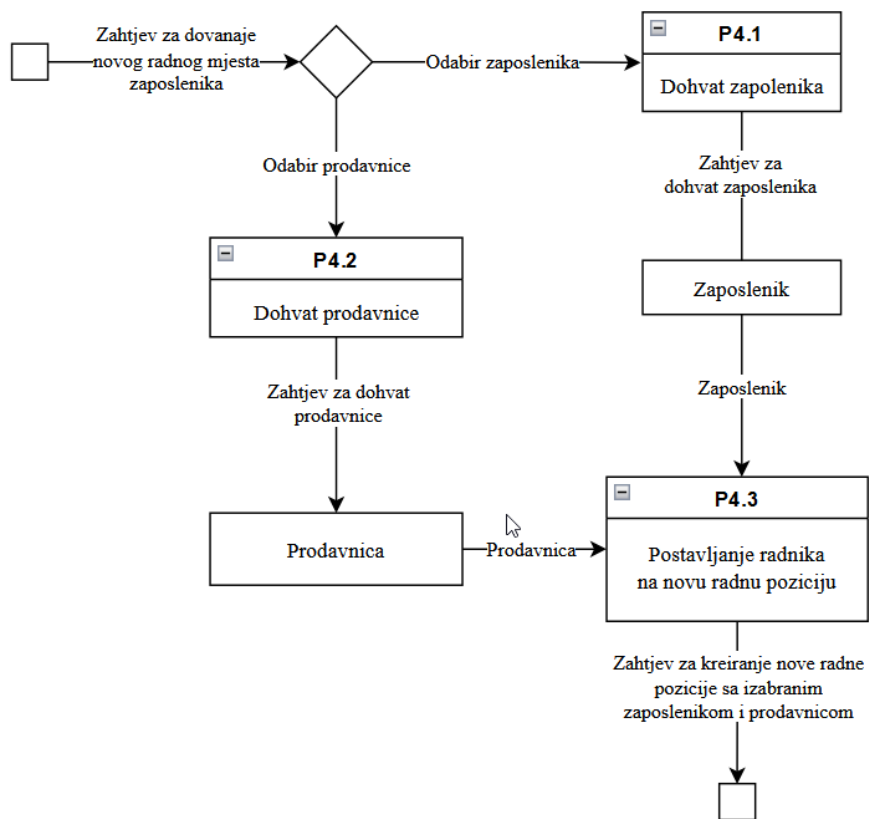 Zahtjev za dovanaje
novog radnog mjesta
zaposlenika
Odabir zaposlenika
P4.1
Dohvat zapolenika
Odabir prodavnice
Zahtjev za
dohvat zaposlenika
P4.2
Dohvat prodavnice
Zaposlenik
Zahtjev za dohvat
prodavnice
Zaposlenik
P4.3
Prodavnica
Prodavnica
Postavljanje radnika
na novu radnu poziciju
Zahtjev za kreiranje nove radne
pozicije sa izabranim
zaposlenikom i prodavnicom